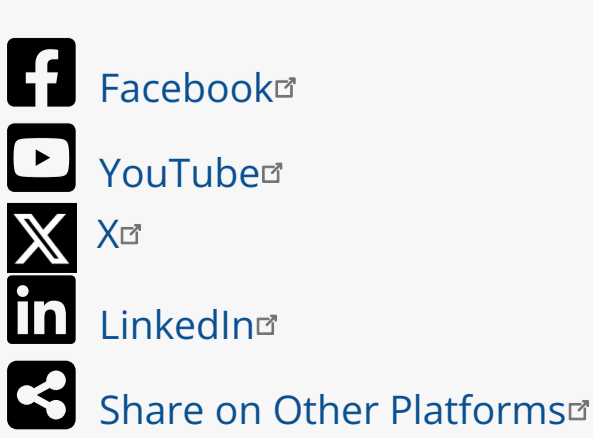 Facebook
YouTube
X
LinkedIn
Share on Other Platforms